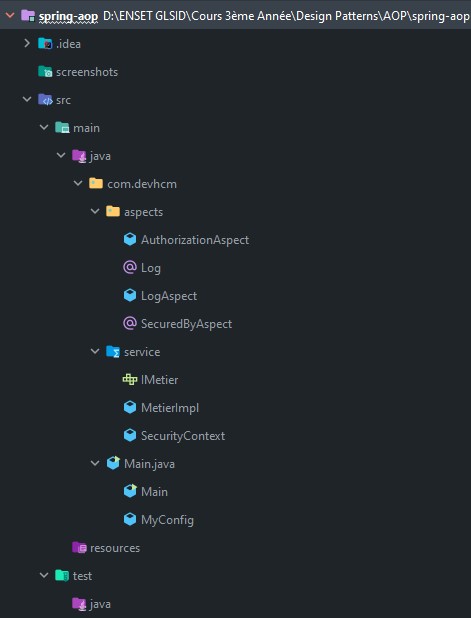 spring-aop D:\ENSET GLSID\Cours 3ème Année\Design Patterns\AOP\spring-aop
.idea
screenshots
src
main
java
com.devhcm
aspects
AuthorizationAspect
Log
LogAspect
SecuredByAspect
service
IMetier
MetierImpl
SecurityContext
Main.java
Main
MyConfig
resources
test
java